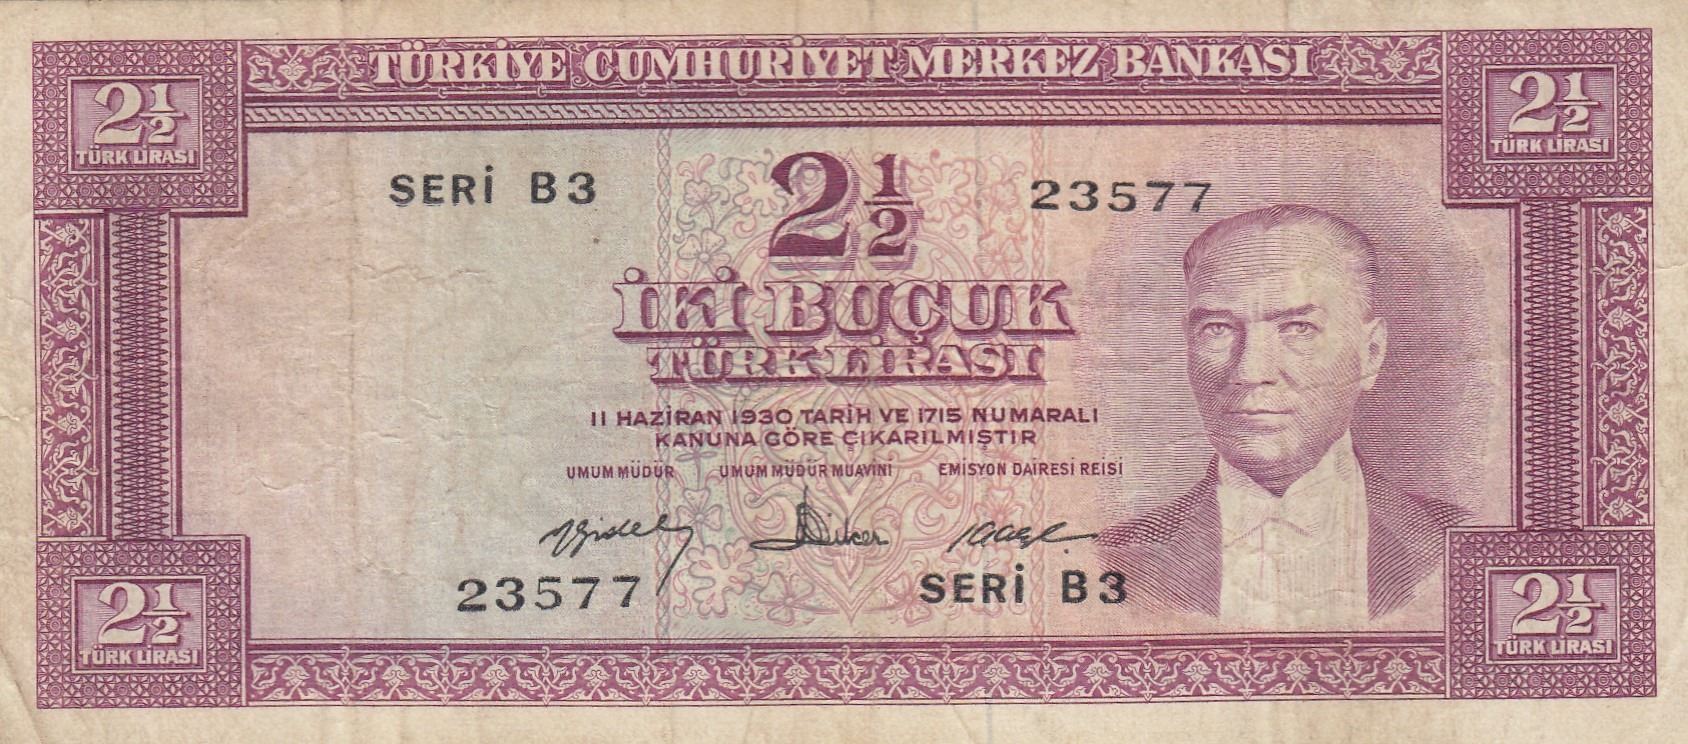 TÜRKİYE CUMHURİYET MERKEZ BANKASI
2½
TÜRK LİRASI
2½
TÜRK LİRASI
SERİ B3
2½
23577
İKİ BUÇUK
TÜRK LİRASI
11 HAZİRAN 1930 TARİH VE 1715 NUMARALI
KANUNA GÖRE ÇIKARILMIŞTIR
UMUM MÜDÜR UMUM MÜDÜR MUAVİNİ EMİSYON DAİRESİ REİSİ
23577
SERİ B3
2½
TÜRK LİRASI
2½
TÜRK LİRASI